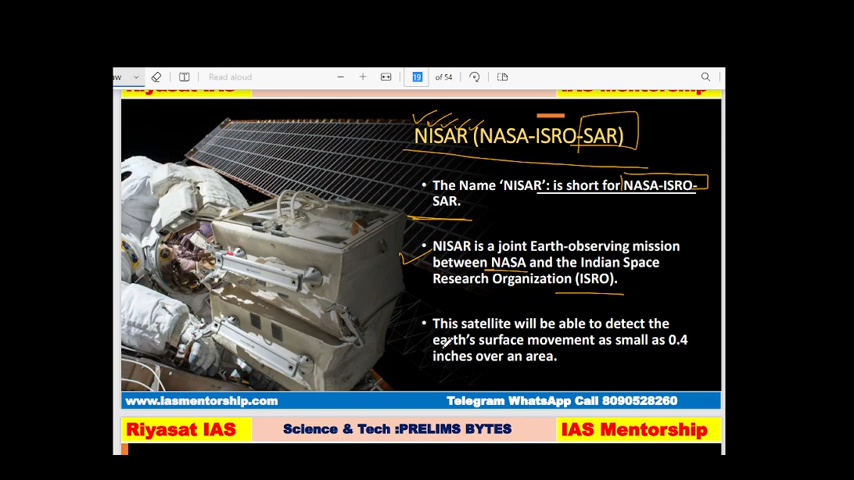 aw
Read aloud
19 of 54
Riyasat IAS
IAS Mentorship
NISAR (NASA-ISRO-SAR)
• The Name 'NISAR': is short for NASA-ISRO-
SAR.
• NISAR is a joint Earth-observing mission
between NASA and the Indian Space
Research Organization (ISRO).
• This satellite will be able to detect the
earth's surface movement as small as 0.4
inches over an area.
www.iasmentorship.com
Telegram WhatsApp Call 8090528260
Riyasat IAS
Science & Tech :PRELIMS BYTES
IAS Mentorship